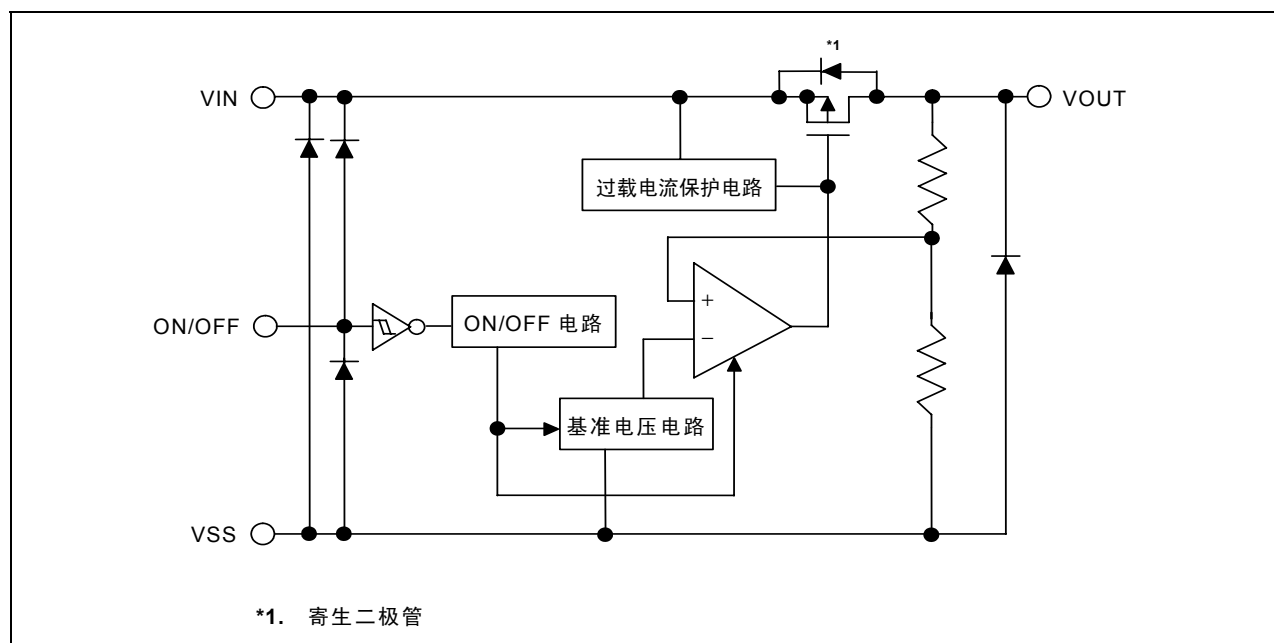 *1
VIN
VOUT
过载电流保护电路
+
−
ON/OFF
ON/OFF 电路
基准电压电路
VSS
*1. 寄生二极管